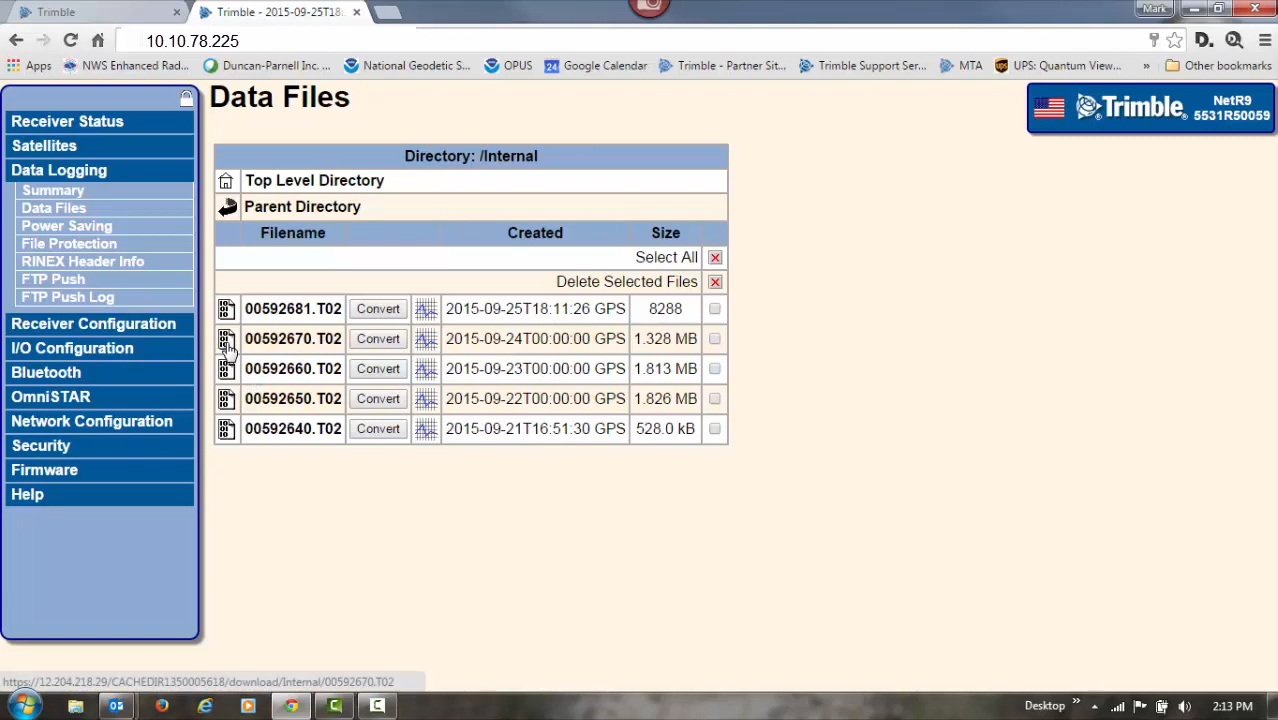 Trimble
Trimble - 2015-09-25T18:
Mark
10.10.78.225
D.
Apps
NWS Enhanced Rad...
Duncan-Parnell Inc. ...
National Geodetic S...
OPUS
24
Google Calendar
Trimble - Partner Sit...
Trimble Support Ser...
MTA
UPS: Quantum View...
»
Other bookmarks
Receiver Status
Satellites
Data Logging
Summary
Data Files
Power Saving
File Protection
RINEX Header Info
FTP Push
FTP Push Log
Receiver Configuration
I/O Configuration
Bluetooth
OmniSTAR
Network Configuration
Security
Firmware
Help
Data Files
Trimble
NetR9
5531R50059
Directory: /Internal
Top Level Directory
Parent Directory
Filename Created Size
Select All
Delete Selected Files
00592681.T02 Convert 2015-09-25T18:11:26 GPS 8288
00592670.T02 Convert 2015-09-24T00:00:00 GPS 1.328 MB
00592660.T02 Convert 2015-09-23T00:00:00 GPS 1.813 MB
00592650.T02 Convert 2015-09-22T00:00:00 GPS 1.826 MB
00592640.T02 Convert 2015-09-21T16:51:30 GPS 528.0 kB
https://12.204.218.29/CACHEDIR1350005618/download/Internal/00592670.T02
Desktop » 2:13 PM